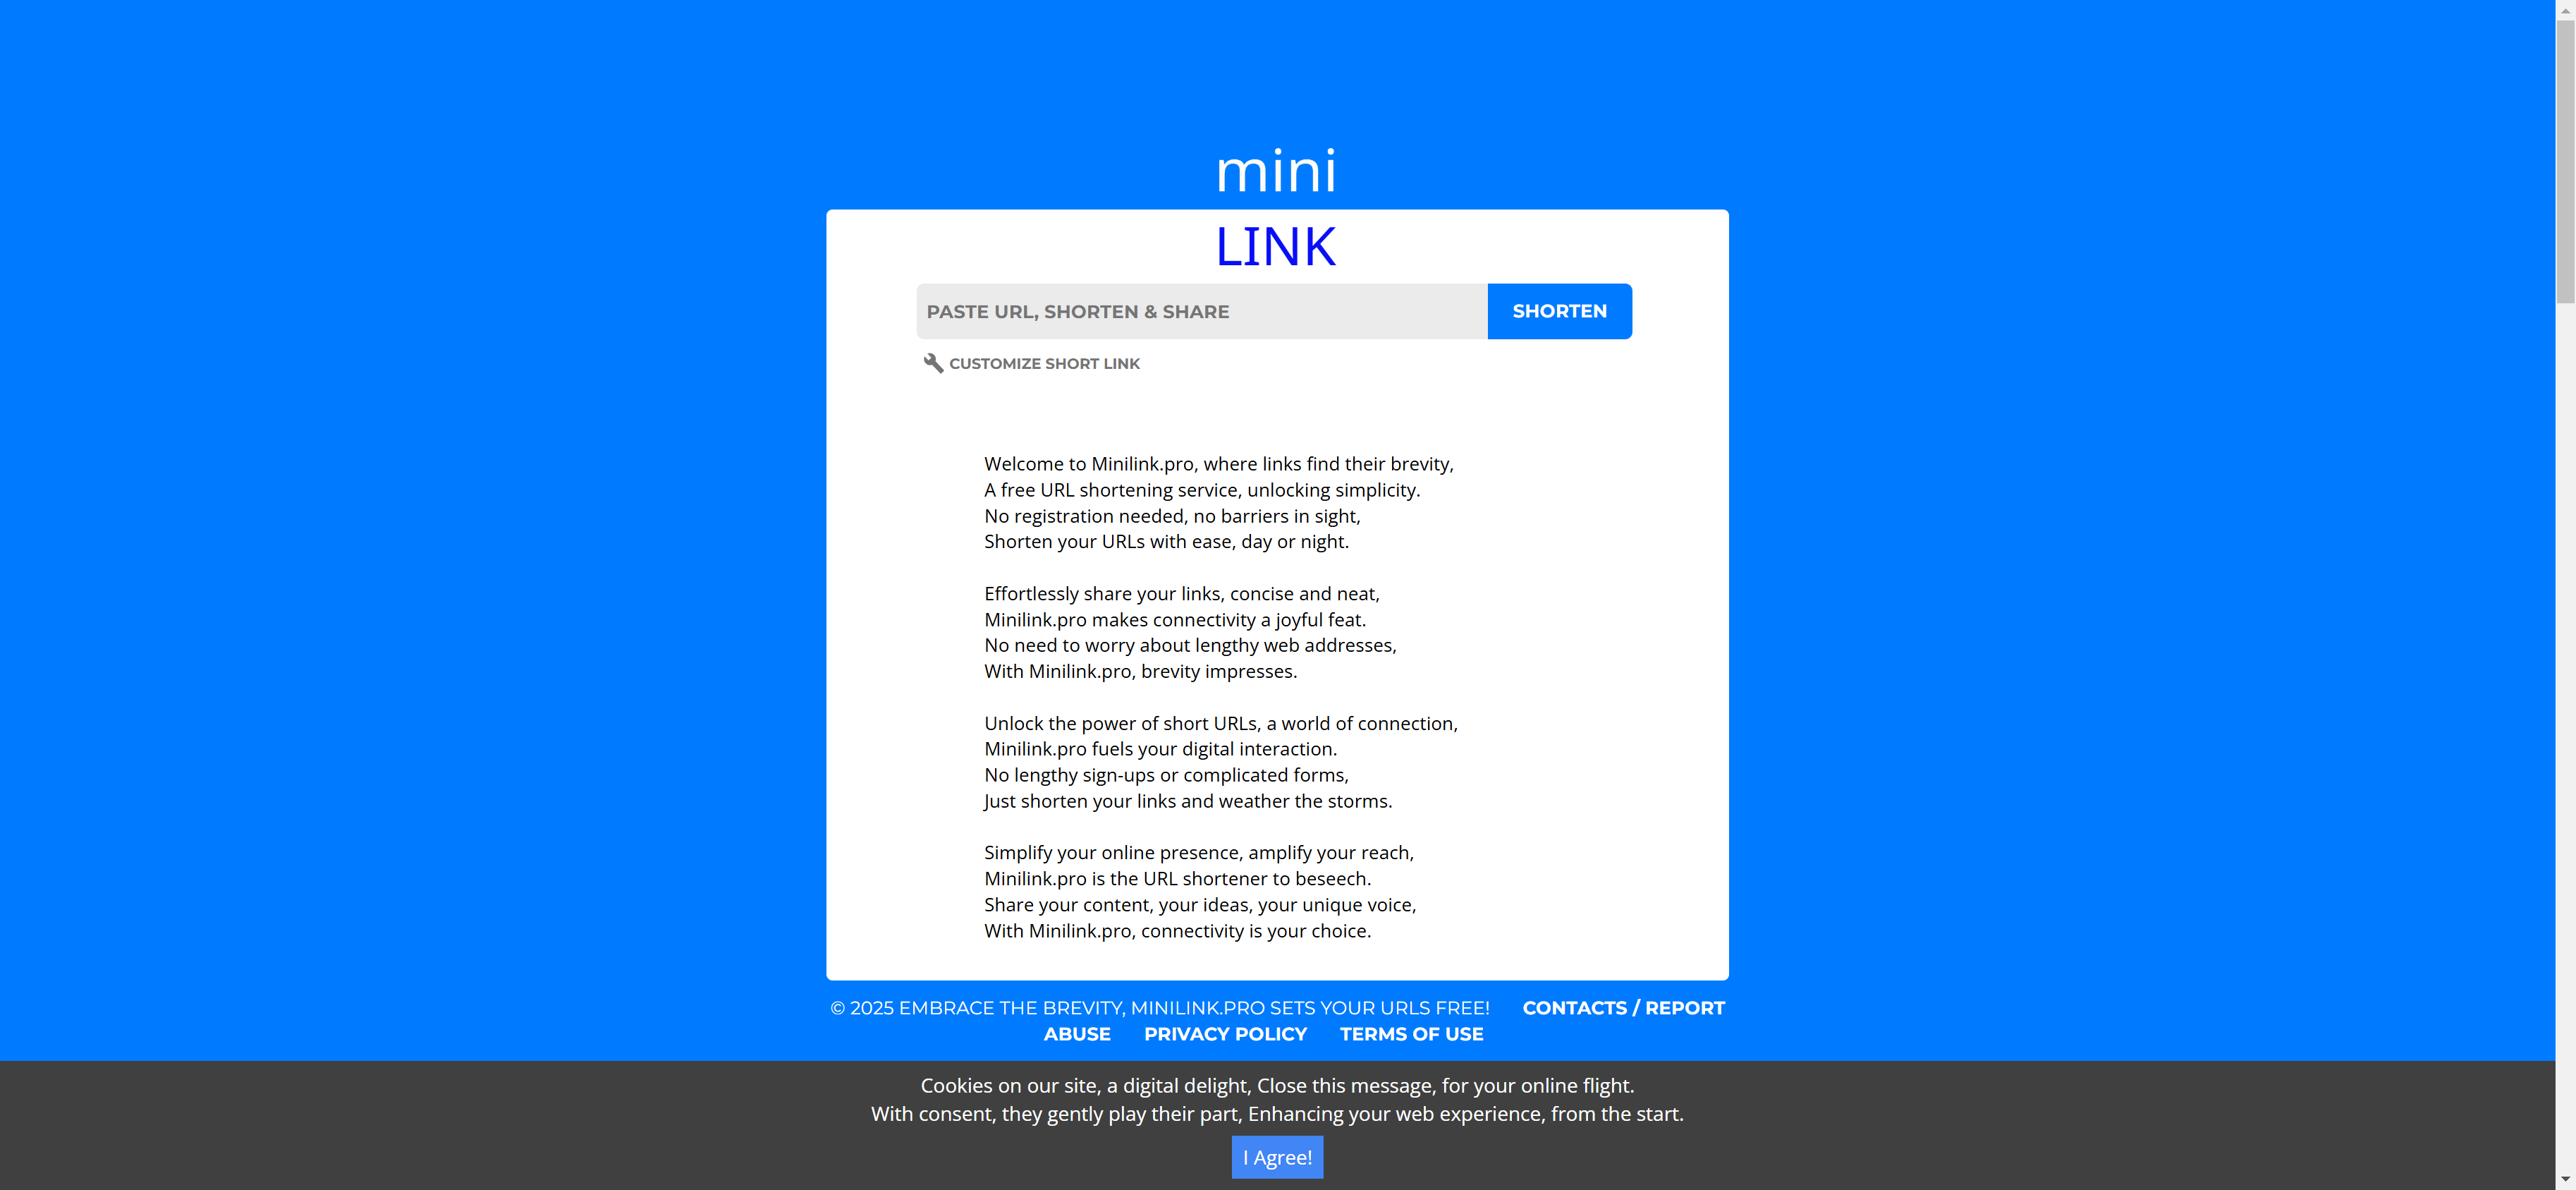 mini
LINK
PASTE URL, SHORTEN & SHARE
SHORTEN
CUSTOMIZE SHORT LINK
Welcome to Minilink.pro, where links find their brevity,
A free URL shortening service, unlocking simplicity.
No registration needed, no barriers in sight,
Shorten your URLs with ease, day or night.
Effortlessly share your links, concise and neat,
Minilink.pro makes connectivity a joyful feat.
No need to worry about lengthy web addresses,
With Minilink.pro, brevity impresses.
Unlock the power of short URLs, a world of connection,
Minilink.pro fuels your digital interaction.
No lengthy sign-ups or complicated forms,
Just shorten your links and weather the storms.
Simplify your online presence, amplify your reach,
Minilink.pro is the URL shortener to beseech.
Share your content, your ideas, your unique voice,
With Minilink.pro, connectivity is your choice.
© 2025 EMBRACE THE BREVITY, MINILINK.PRO SETS YOUR URLS FREE! CONTACTS / REPORT
ABUSE PRIVACY POLICY TERMS OF USE
Cookies on our site, a digital delight, Close this message, for your online flight.
With consent, they gently play their part, Enhancing your web experience, from the start.
I Agree!